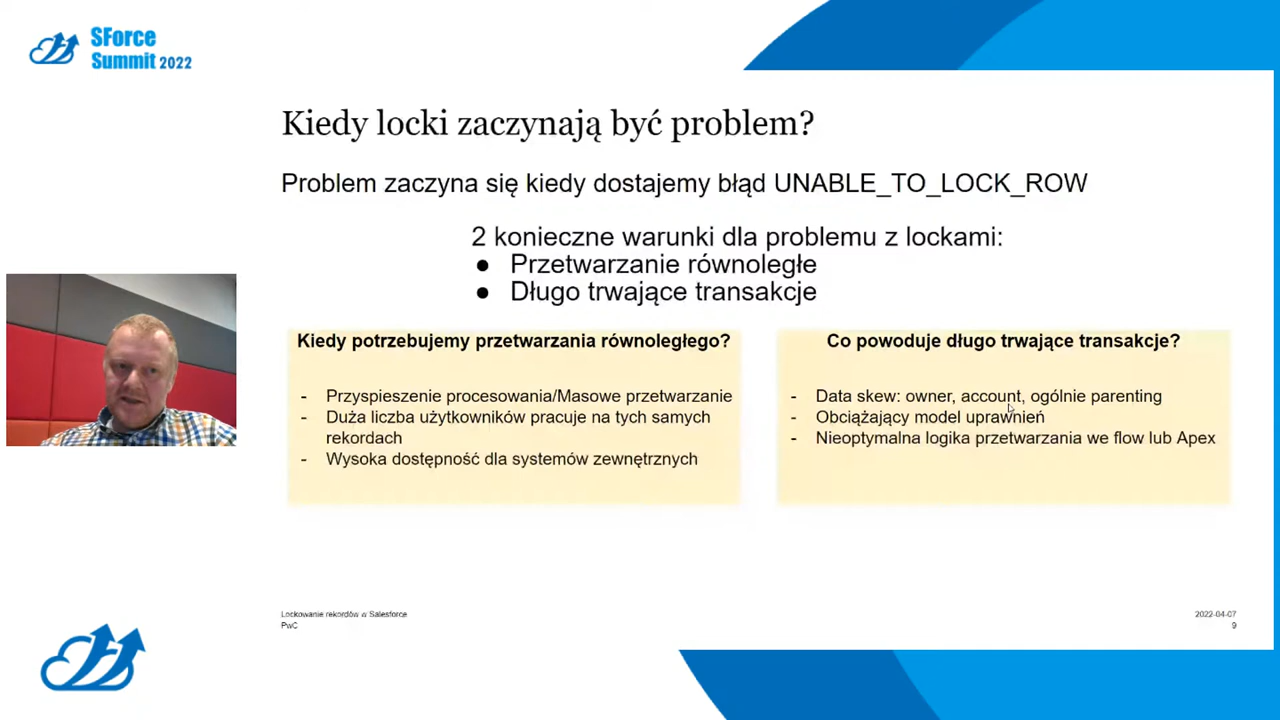 SForce
Summit 2022
Kiedy locki zaczynają być problem?
Problem zaczyna się kiedy dostajemy błąd UNABLE_TO_LOCK_ROW
2 konieczne warunki dla problemu z lockami:
● Przetwarzanie równoległe
● Długo trwające transakcje
Kiedy potrzebujemy przetwarzania równoległego?
- Przyspieszenie procesowania/Masowe przetwarzanie
- Duża liczba użytkowników pracuje na tych samych
rekordach
- Wysoka dostępność dla systemów zewnętrznych
Co powoduje długo trwające transakcje?
- Data skew: owner, account, ogólnie parenting
- Obciążający model uprawnień
- Nieoptymalna logika przetwarzania we flow lub Apex
Lockowanie rekordów w Salesforce
PwC
2022-04-07
9